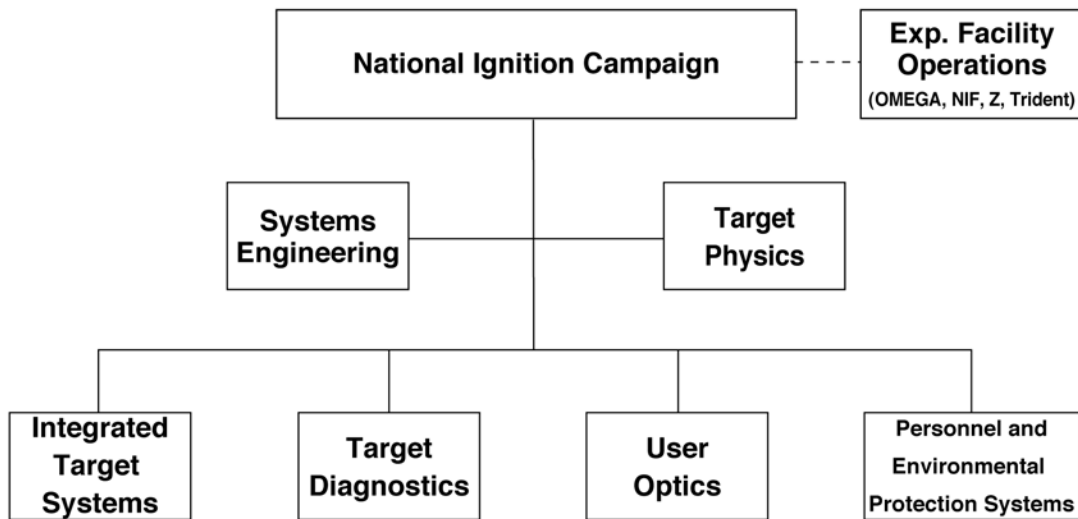 National Ignition Campaign
Exp. Facility
Operations
(OMEGA, NIF, Z, Trident)
Systems
Engineering
Target
Physics
Integrated
Target
Systems
Target
Diagnostics
User
Optics
Personnel and
Environmental
Protection Systems